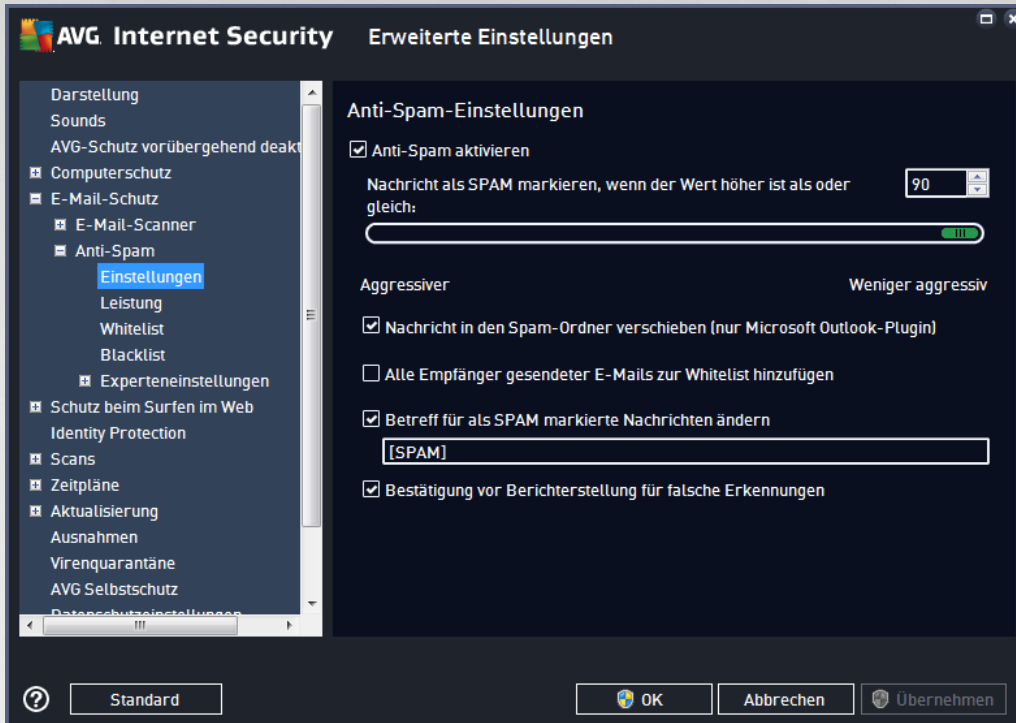 AVG Internet Security Erweiterte Einstellungen
Darstellung
Sounds
AVG-Schutz vorübergehend deakt
Computerschutz
E-Mail-Schutz
E-Mail-Scanner
Anti-Spam
Einstellungen
Leistung
Whitelist
Blacklist
Experteneinstellungen
Schutz beim Surfen im Web
Identity Protection
Scans
Zeitpläne
Aktualisierung
Ausnahmen
Virenquarantäne
AVG Selbstschutz
Datenschutzeinstellungen
Anti-Spam-Einstellungen
Anti-Spam aktivieren
Nachricht als SPAM markieren, wenn der Wert höher ist als oder
gleich:
90
Aggressiver Weniger aggressiv
Nachricht in den Spam-Ordner verschieben (nur Microsoft Outlook-Plugin)
Alle Empfänger gesendeter E-Mails zur Whitelist hinzufügen
Betreff für als SPAM markierte Nachrichten ändern
[SPAM]
Bestätigung vor Berichterstellung für falsche Erkennungen
? Standard OK Abbrechen Übernehmen